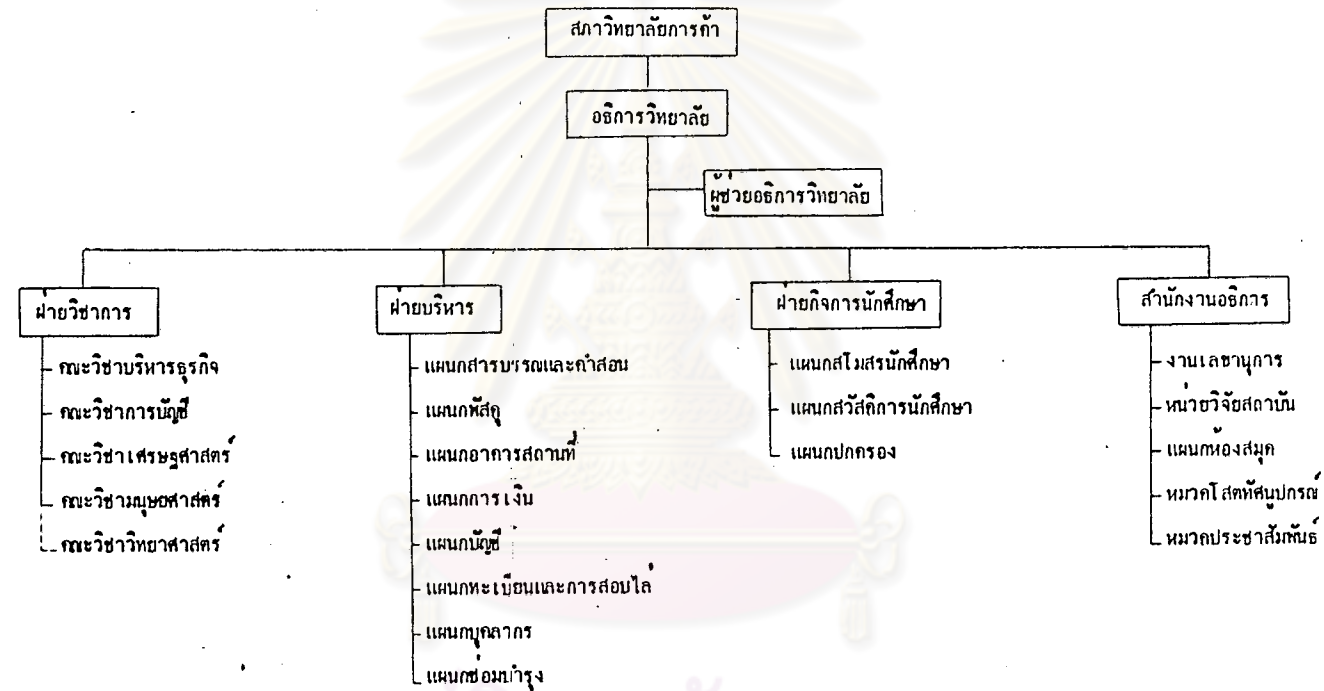 สภาวิทยาลัยการค้า
อธิการวิทยาลัย
ผู้ช่วยอธิการวิทยาลัย
ฝ่ายวิชาการ
คณะวิชาบริหารธุรกิจ
คณะวิชาการบัญชี
คณะวิชาเศรษฐศาสตร์
คณะวิชามนุษยศาสตร์
คณะวิชาวิทยาศาสตร์
ฝ่ายบริหาร
แผนกสารบรรณและคำสอน
แผนกพัสดุ
แผนกอาคารสถานที่
แผนกการเงิน
แผนกบัญชี
แผนกทะเบียนและการสอบไล่
แผนกบุคลากร
แผนกซ่อมบำรุง
ฝ่ายกิจการนักศึกษา
แผนกสโมสรนักศึกษา
แผนกสวัสดิการนักศึกษา
แผนกปกครอง
สำนักงานอธิการ
งานเลขานุการ
หน่วยวิจัยสถาบัน
แผนกห้องสมุด
หมวดโสตทัศนูปกรณ์
หมวดประชาสัมพันธ์